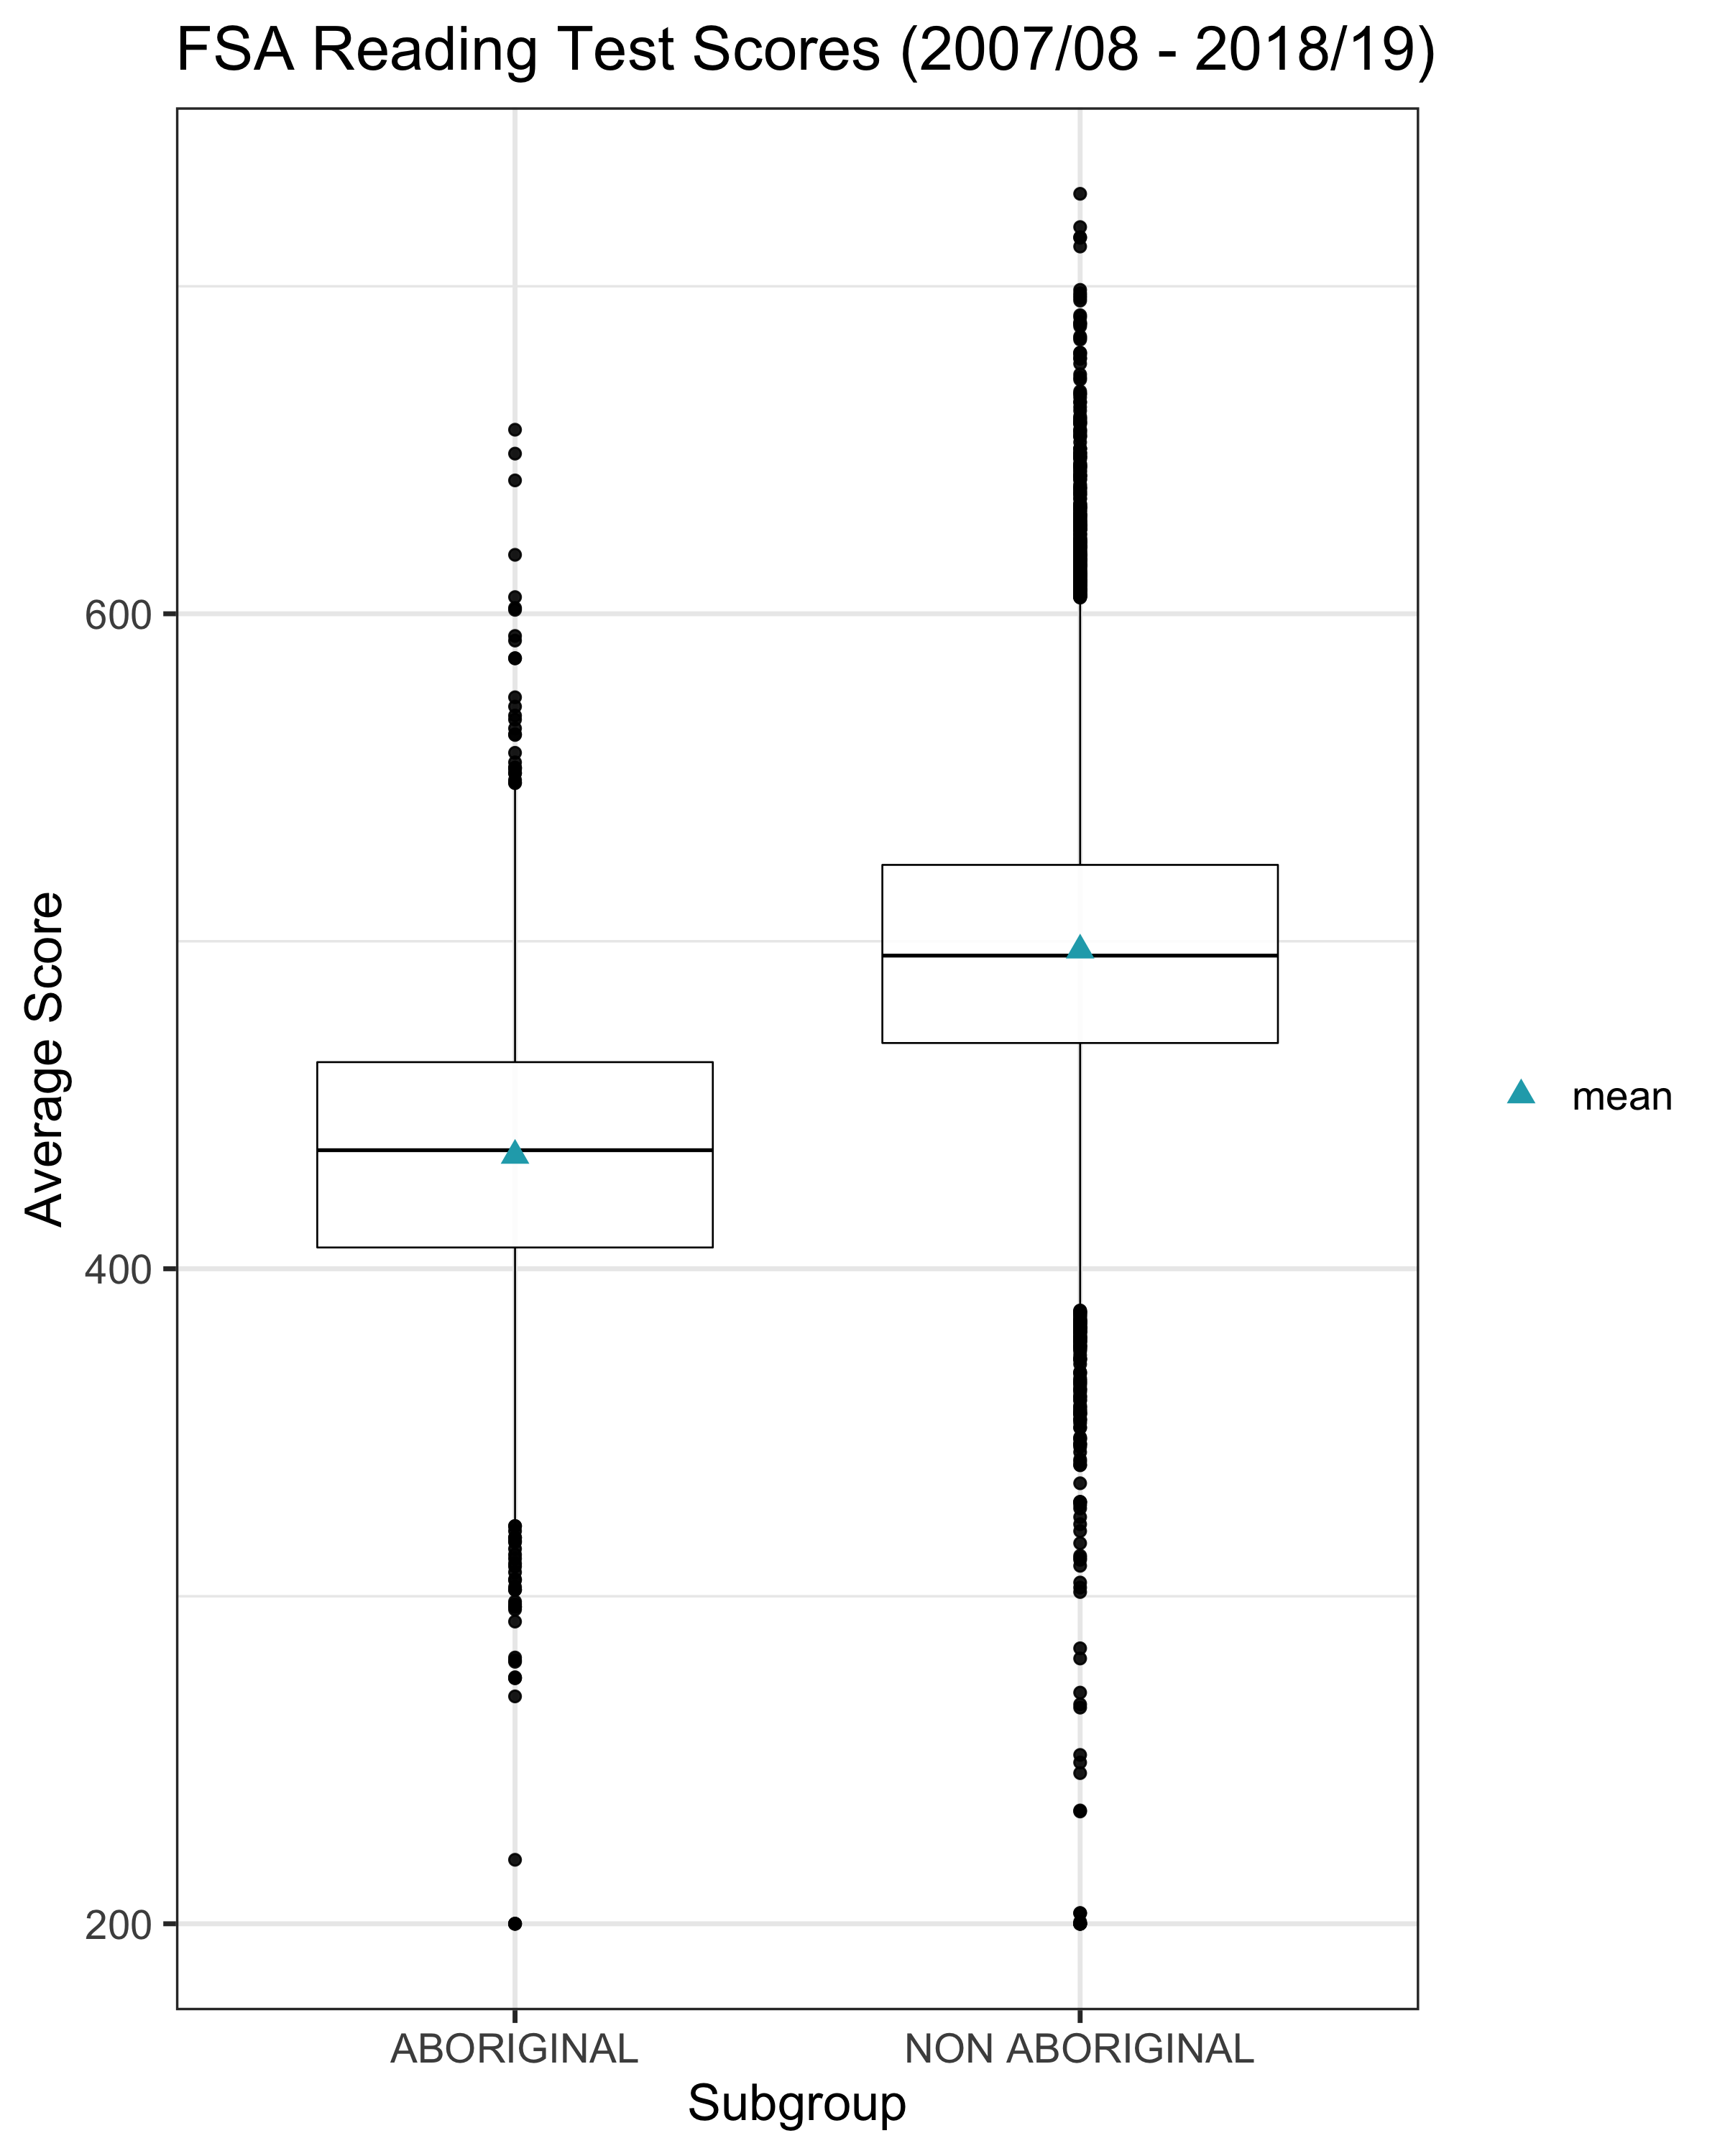 FSA Reading Test Scores (2007/08 - 2018/19)
Average Score
600
400
200
ABORIGINAL
NON ABORIGINAL
Subgroup
mean